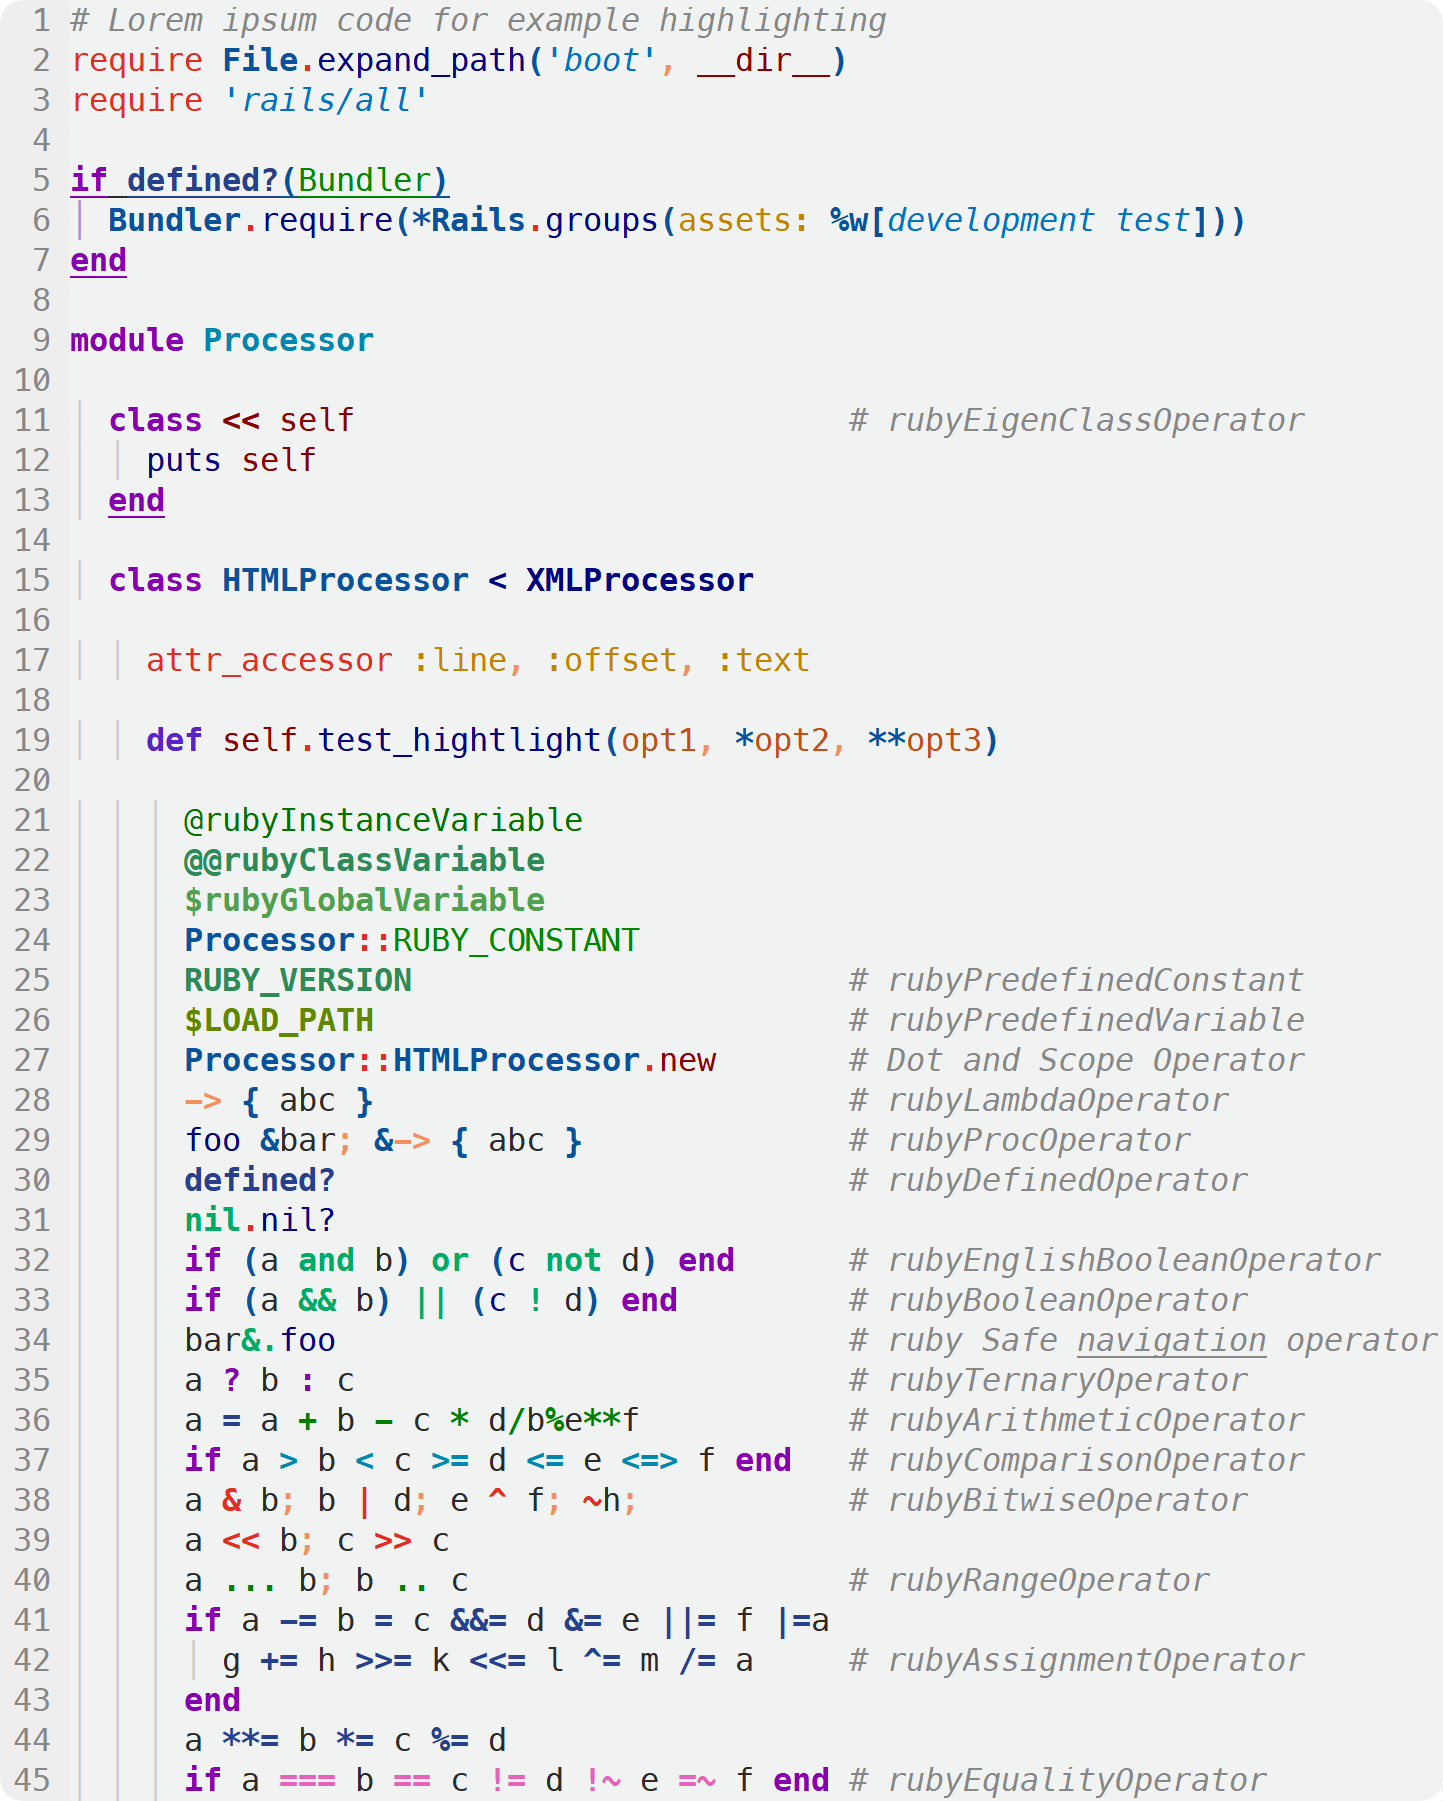 1 # Lorem ipsum code for example highlighting
2 require File.expand_path('boot', __dir__)
3 require 'rails/all'
4
5 if defined?(Bundler)
6   Bundler.require(*Rails.groups(assets: %w[development test]))
7 end
8
9 module Processor
10
11   class << self                          # rubyEigenClassOperator
12     puts self
13   end
14
15   class HTMLProcessor < XMLProcessor
16
17     attr_accessor :line, :offset, :text
18
19     def self.test_hightlight(opt1, *opt2, **opt3)
20
21       @rubyInstanceVariable
22       @@rubyClassVariable
23       $rubyGlobalVariable
24       Processor::RUBY_CONSTANT
25       RUBY_VERSION                       # rubyPredefinedConstant
26       $LOAD_PATH                         # rubyPredefinedVariable
27       Processor::HTMLProcessor.new       # Dot and Scope Operator
28       -> { abc }                         # rubyLambdaOperator
29       foo &bar; &-> { abc }              # rubyProcOperator
30       defined?                           # rubyDefinedOperator
31       nil.nil?
32       if (a and b) or (c not d) end      # rubyEnglishBooleanOperator
33       if (a && b) || (c ! d) end         # rubyBooleanOperator
34       bar&.foo                           # ruby Safe navigation operator
35       a ? b : c                          # rubyTernaryOperator
36       a = a + b - c * d/b%e**f           # rubyArithmeticOperator
37       if a > b < c >= d <= e <=> f end   # rubyComparisonOperator
38       a & b; b | d; e ^ f; ~h;           # rubyBitwiseOperator
39       a << b; c >> c
40       a ... b; b .. c                    # rubyRangeOperator
41       if a -= b = c &&= d &= e ||= f |=a
42         g += h >>= k <<= l ^= m /= a     # rubyAssignmentOperator
43       end
44       a **= b *= c %= d
45       if a === b == c != d !~ e =~ f end # rubyEqualityOperator